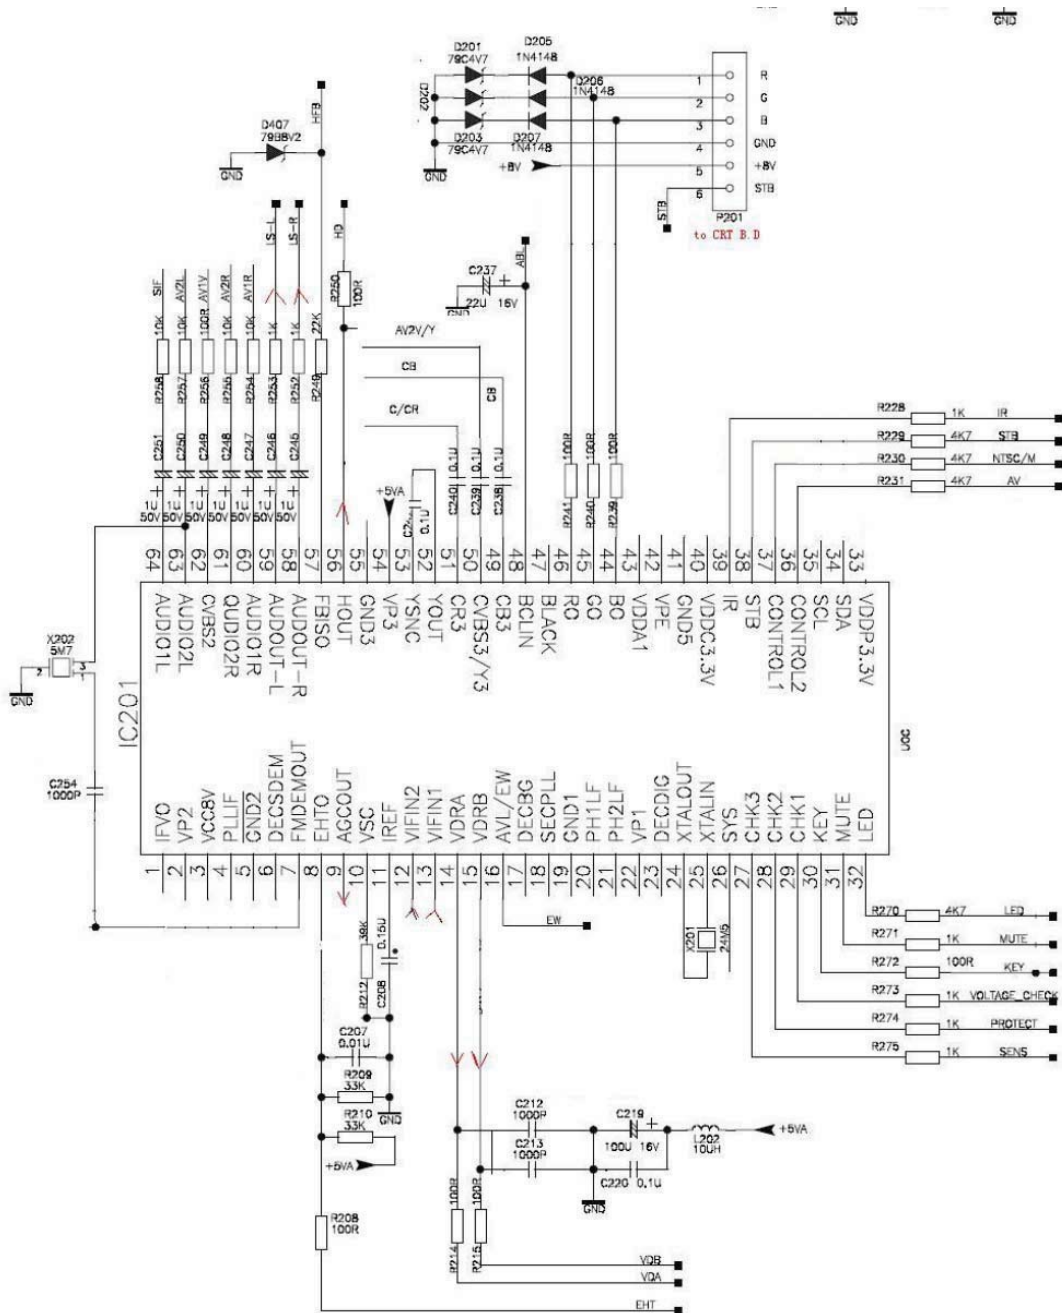 GND
GND
GND
D201
79C4V7
D205
1N4148
D202
D206
1N4148
D203
79C4V7
D207
1N4148
GND
+8V
1
2
3
4
5
6
R
G
B
GND
+8V
STB
P201
STB
to CRT B.D
HFB
D407
79B8V2
GND
LS-L
LS-R
HD
R250
100R
ABL
C237
22U 16V
+
GND
SIF
AV2L
AV1V
AV2R
AV1R
10K
10K
100R
10K
10K
1K
1K
22K
R258
R257
R256
R255
R254
R253
R252
R249
AV2V/Y
CB
C/CR
CB
C251
C250
C249
C248
C247
C246
C245
50V
50V
50V
50V
50V
50V
50V
+5VA
0.1U
C240
0.1U
C239
0.1U
C238
0.1U
100R
100R
100R
R241
R240
R239
R228
1K
IR
R229
4K7
STB
R230
4K7
NTSC/M
R231
4K7
AV
64 63 62 61 60 59 58 57 56 55 54 53 52 51 50 49 48 47 46 45 44 43 42 41 40 39 38 37 36 35 34 33
AUDIO1L
AUDIO2L
CVBS2
QUDIO2R
AUDIO1R
AUDOUT-L
AUDOUT-R
FBISO
HOUT
GND3
VP3
YSNC
YOUT
CR3
CVBS3/Y3
CB3
BCLIN
BLACK
RO
GO
BO
VDDA1
VPE
GND5
VDDC3.3V
IR
STB
CONTROL1
CONTROL2
SCL
SDA
VDDP3.3V
X202
5M7
2
3
GND
IC201
UOC
C254
1000P
IFVO
VP2
VCC8V
PLLIF
GND2
DECSDEM
FMDEMOUT
EHTO
AGCOUT
VSC
IREF
VIFIN2
VIFIN1
VDRA
VDRB
AVL/EW
DECBG
SECPLL
GND1
PH1LF
PH2LF
VP1
DECDIG
XTALOUT
XTALIN
SYS
CHK3
CHK2
CHK1
KEY
MUTE
LED
1 2 3 4 5 6 7 8 9 10 11 12 13 14 15 16 17 18 19 20 21 22 23 24 25 26 27 28 29 30 31 32
R270
4K7
LED
R271
1K
MUTE
R272
100R
KEY
R273
1K
VOLTAGE_CHECK
R274
1K
PROTECT
R275
1K
SENS
EW
X201
24M5
39K
R212
0.15U
C208
C207
0.01U
R209
33K
R210
33K
GND
+5VA
C212
1000P
C213
1000P
C219
+
100U 16V
C220
0.1U
L202
10UH
+5VA
GND
R208
100R
100R
R214
100R
R215
VDB
VDA
EHT